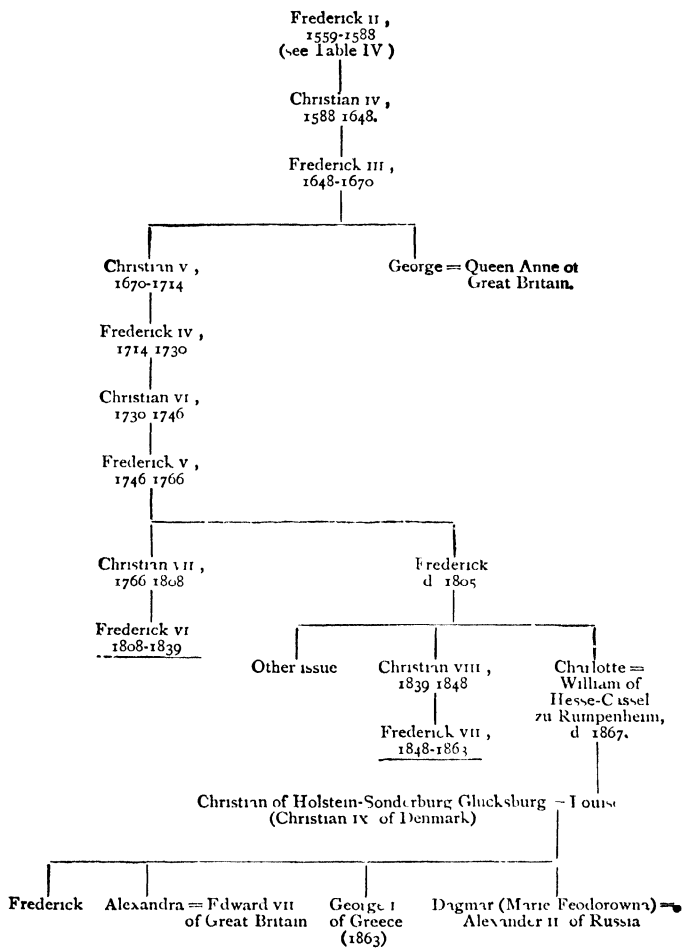 Frederick II,
1559-1588
(see Table IV)
Christian IV,
1588 1648.
Frederick III,
1648-1670
Christian V,
1670-1714
George = Queen Anne of
Great Britain.
Frederick IV,
1714 1730
Christian VI,
1730 1746
Frederick V,
1746 1766
Christian VII,
1766 1808
Frederick
d 1805
Frederick VI
1808-1839
Other issue
Christian VIII,
1839 1848
Charlotte =
William of
Hesse-Cassel
zu Rumpenheim,
d 1867.
Frederick VII,
1848-1863
Christian of Holstein-Sonderburg Glucksburg = Louise
(Christian IX of Denmark)
Frederick
Alexandra = Edward VII
of Great Britain
George I
of Greece
(1863)
Dagmar (Marie Feodorowna) =
Alexander II of Russia